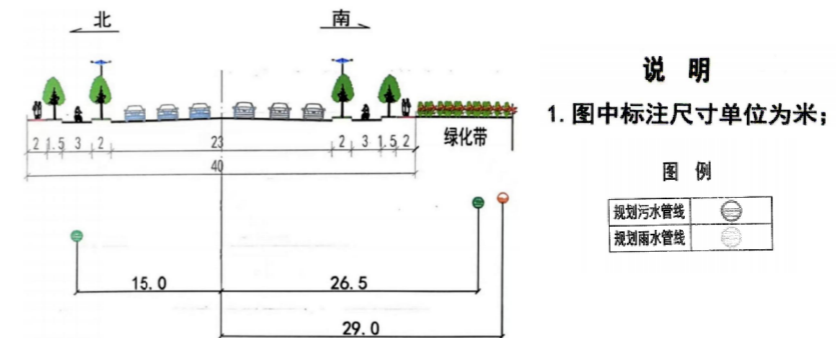 北
南
2 1.5 3 2 23 2 3 1.5 2
40
绿化带
15.0 26.5
29.0
说 明
1. 图中标注尺寸单位为米；
图 例
规划污水管线
规划雨水管线